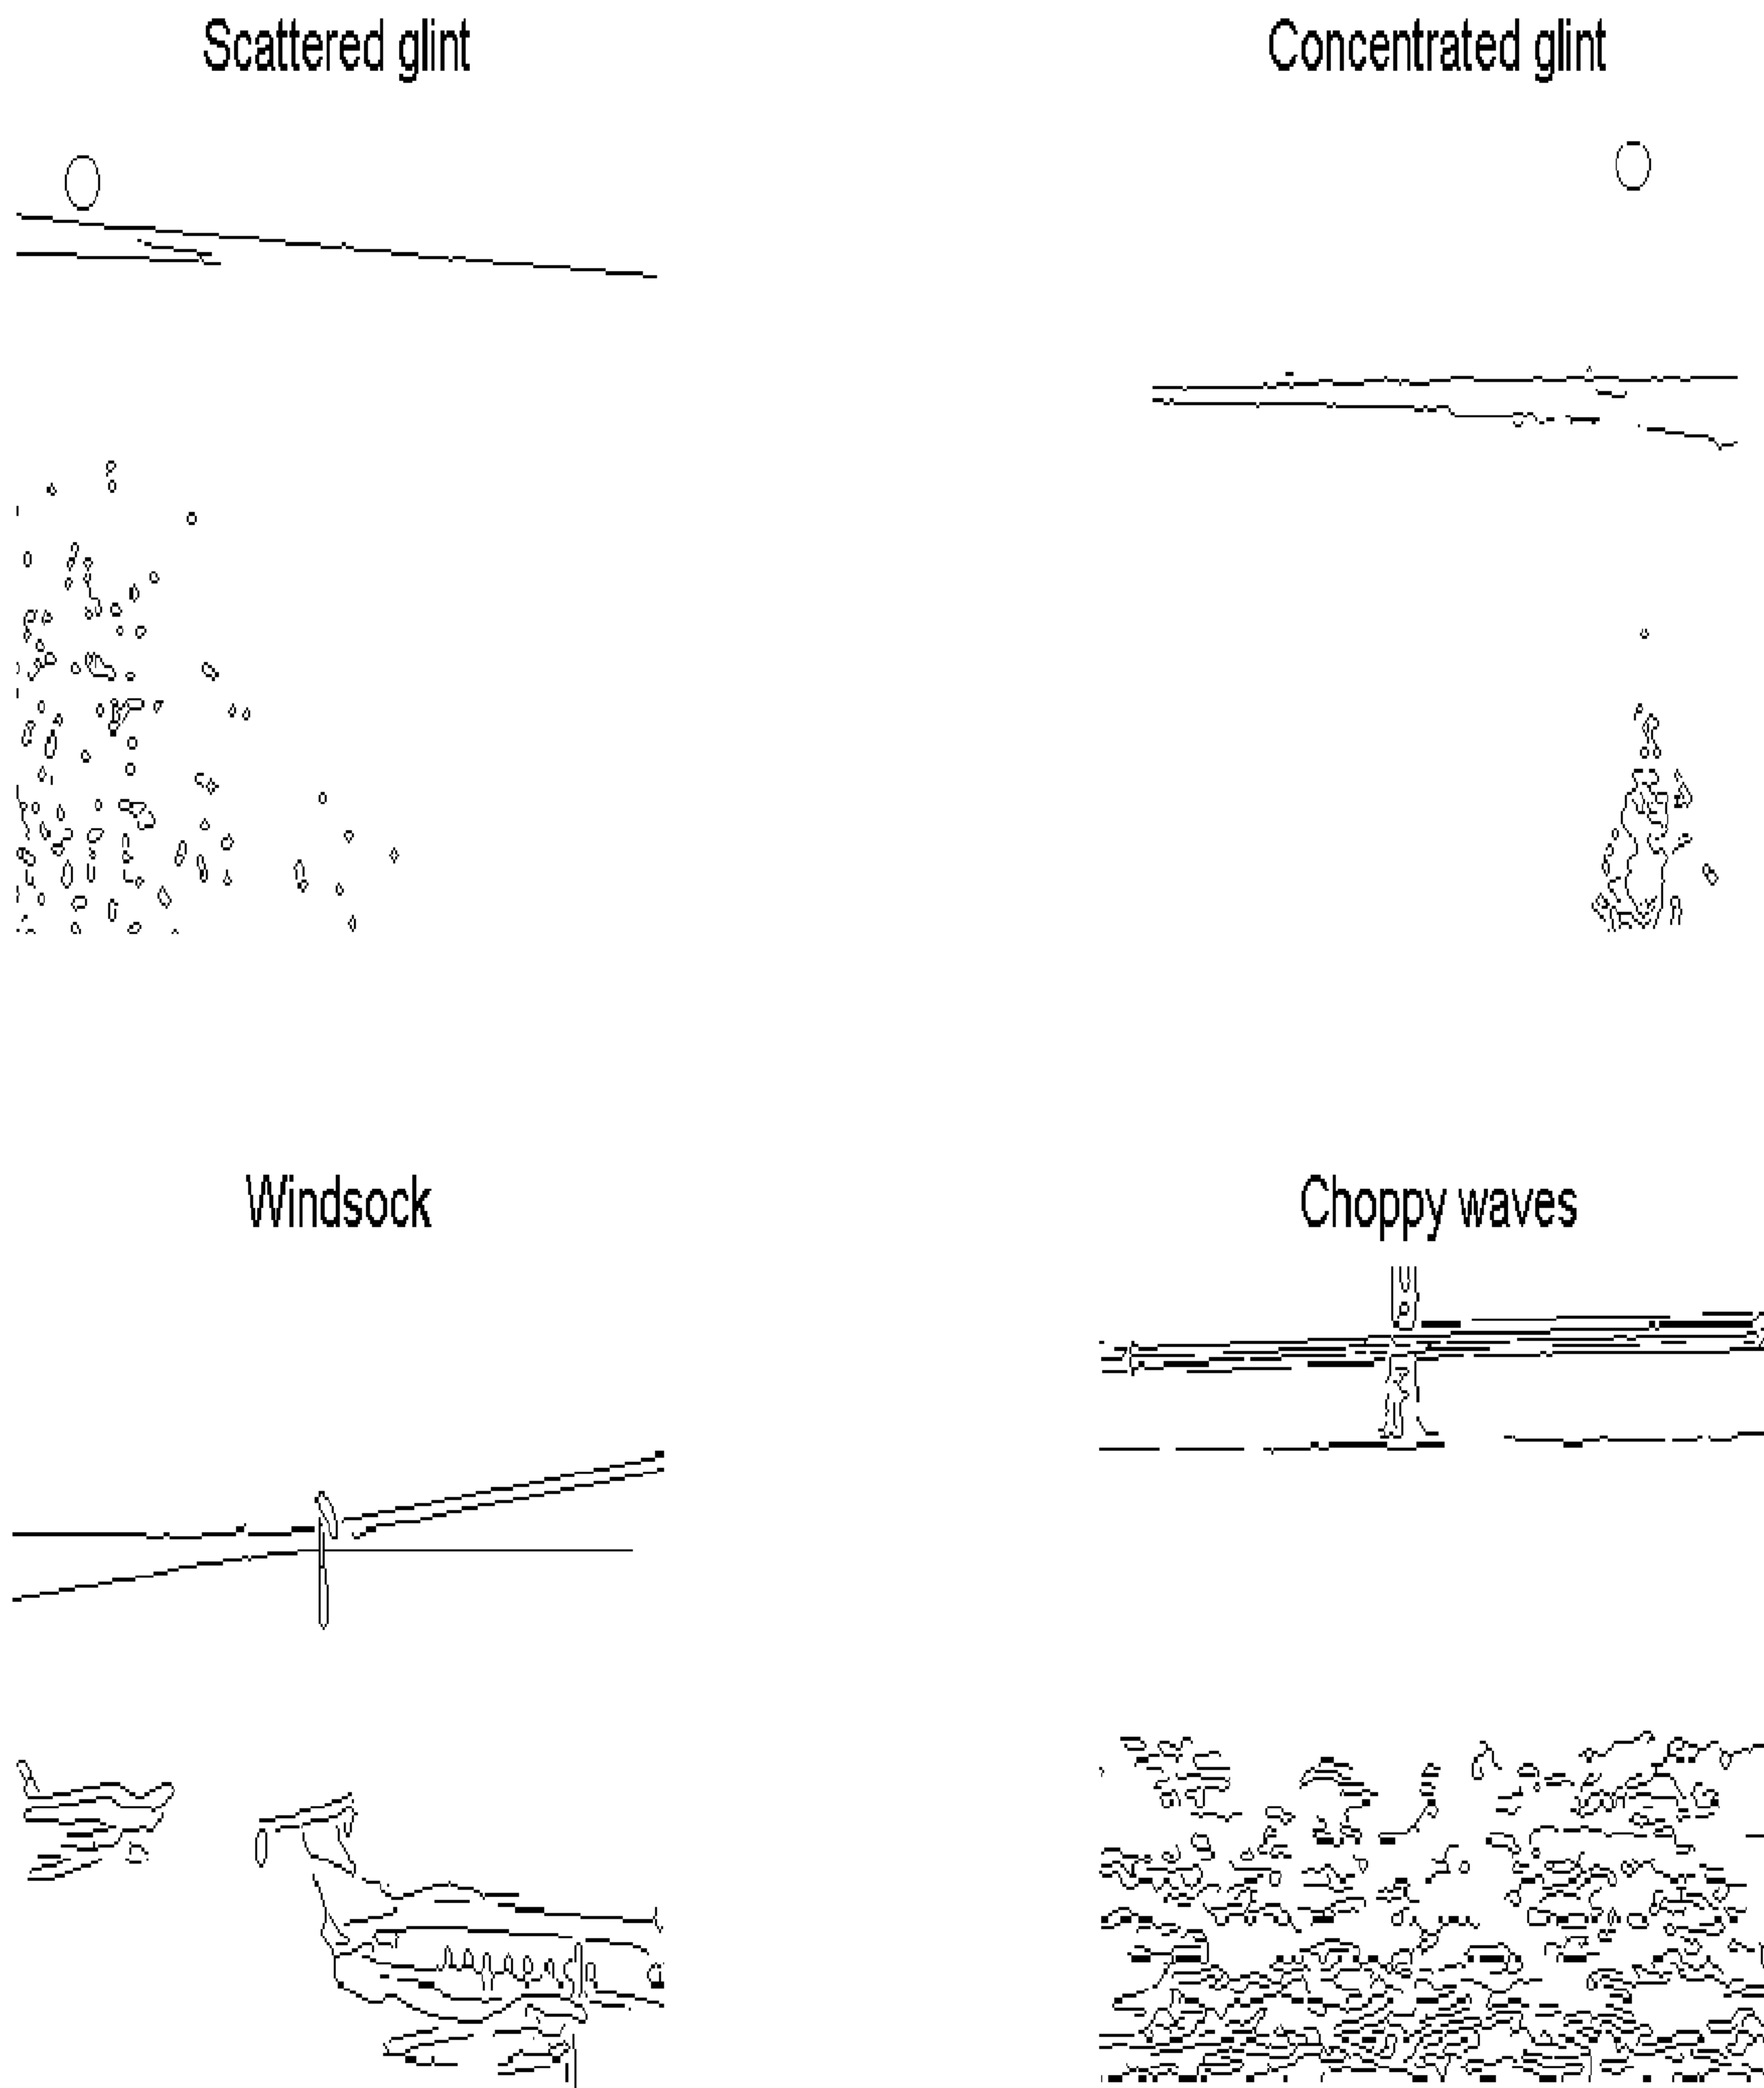 Scattered glint
Concentrated glint
Windsock
Choppy waves